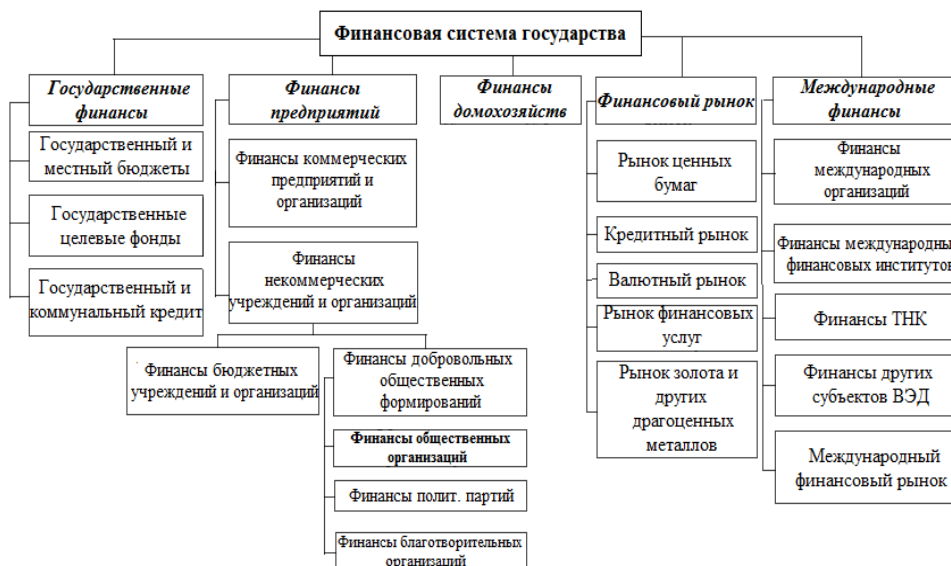 Финансовая система государства
Государственные
финансы
Государственный и
местный бюджеты
Государственные
целевые фонды
Государственный и
коммунальный кредит
Финансы
предприятий
Финансы коммерческих
предприятий и
организаций
Финансы
некоммерческих
учреждений и организаций
Финансы бюджетных
учреждений и организаций
Финансы добровольных
общественных
формирований
Финансы общественных
организаций
Финансы полит. партий
Финансы благотворительных
организаций
Финансы
домохозяйств
Финансовый рынок
Рынок ценных
бумаг
Кредитный рынок
Валютный рынок
Рынок финансовых
услуг
Рынок золота и
других
драгоценных
металлов
Международные
финансы
Финансы
международных
организаций
Финансы международны
финансовых институтов
Финансы ТНК
Финансы других
субъектов ВЭД
Международный
финансовый рынок